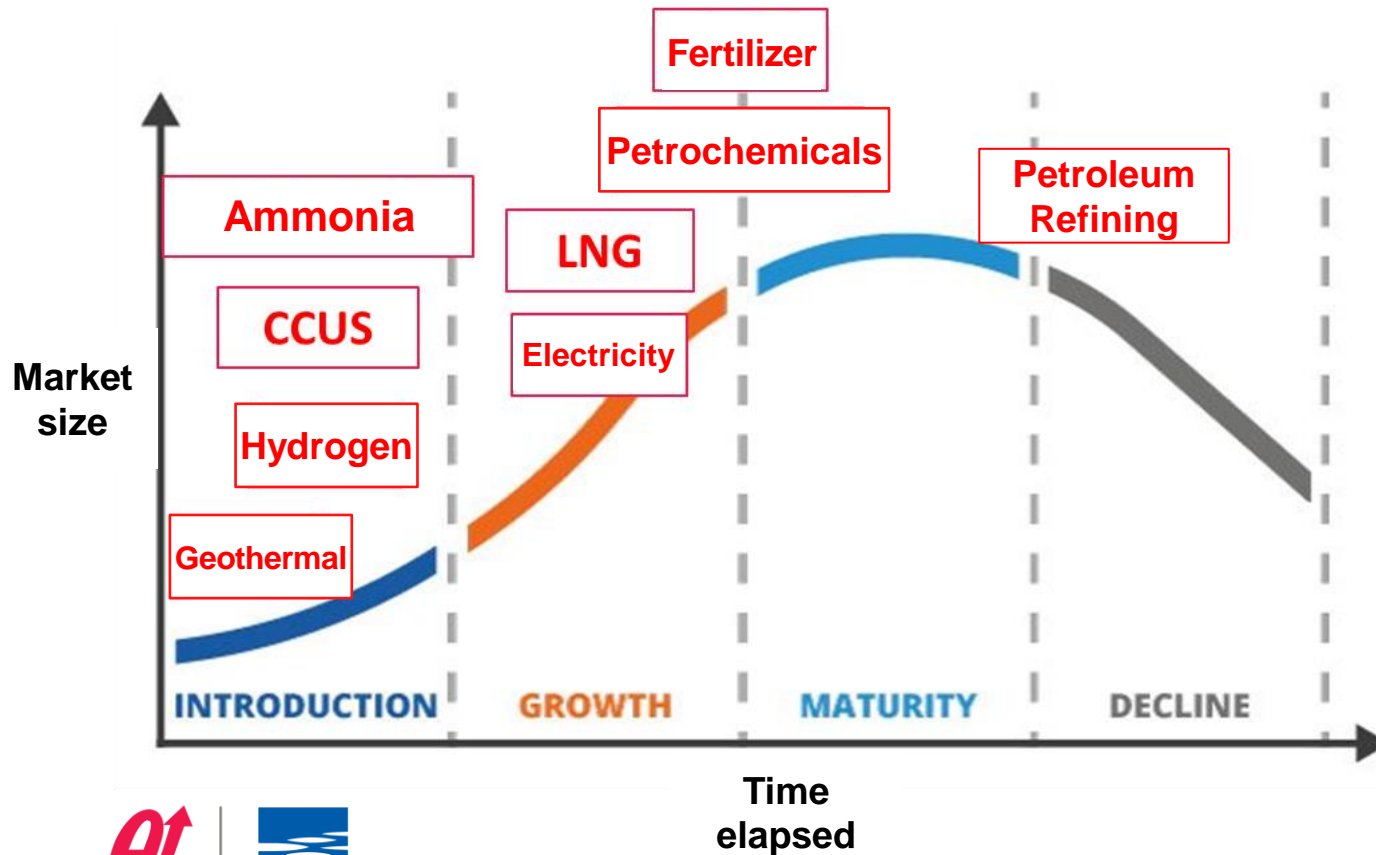 Fertilizer
Petrochemicals
Petroleum
Refining
Ammonia
LNG
CCUS
Electricity
Market
size
Hydrogen
Geothermal
INTRODUCTION
GROWTH
MATURITY
DECLINE
Time
elapsed